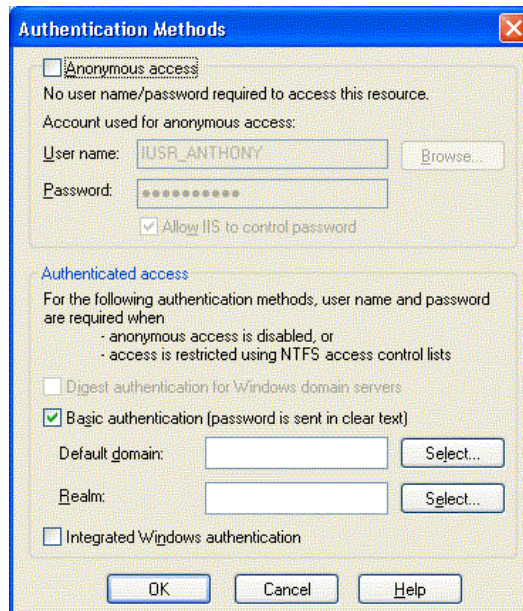 Authentication Methods
Anonymous access
No user name/password required to access this resource.
Account used for anonymous access:
User name: IUSR_ANTHONY Browse...
Password: ●●●●●●●●●●
Allow IIS to control password
Authenticated access
For the following authentication methods, user name and password
are required when
- anonymous access is disabled, or
- access is restricted using NTFS access control lists
Digest authentication for Windows domain servers
Basic authentication (password is sent in clear text)
Default domain: Select...
Realm: Select...
Integrated Windows authentication
OK Cancel Help